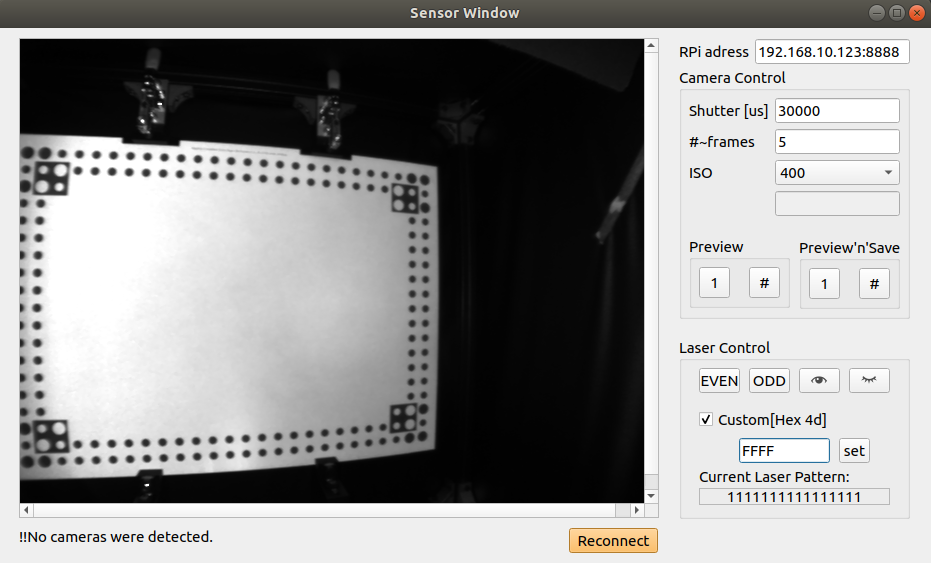 Sensor Window
RPi adress 192.168.10.123:8888
Camera Control
Shutter [us] 30000
#~frames 5
ISO 400
Preview Preview'n'Save
1 # 1 #
Laser Control
EVEN ODD
Custom[Hex 4d]
FFFF set
Current Laser Pattern:
1111111111111111
!!No cameras were detected. Reconnect